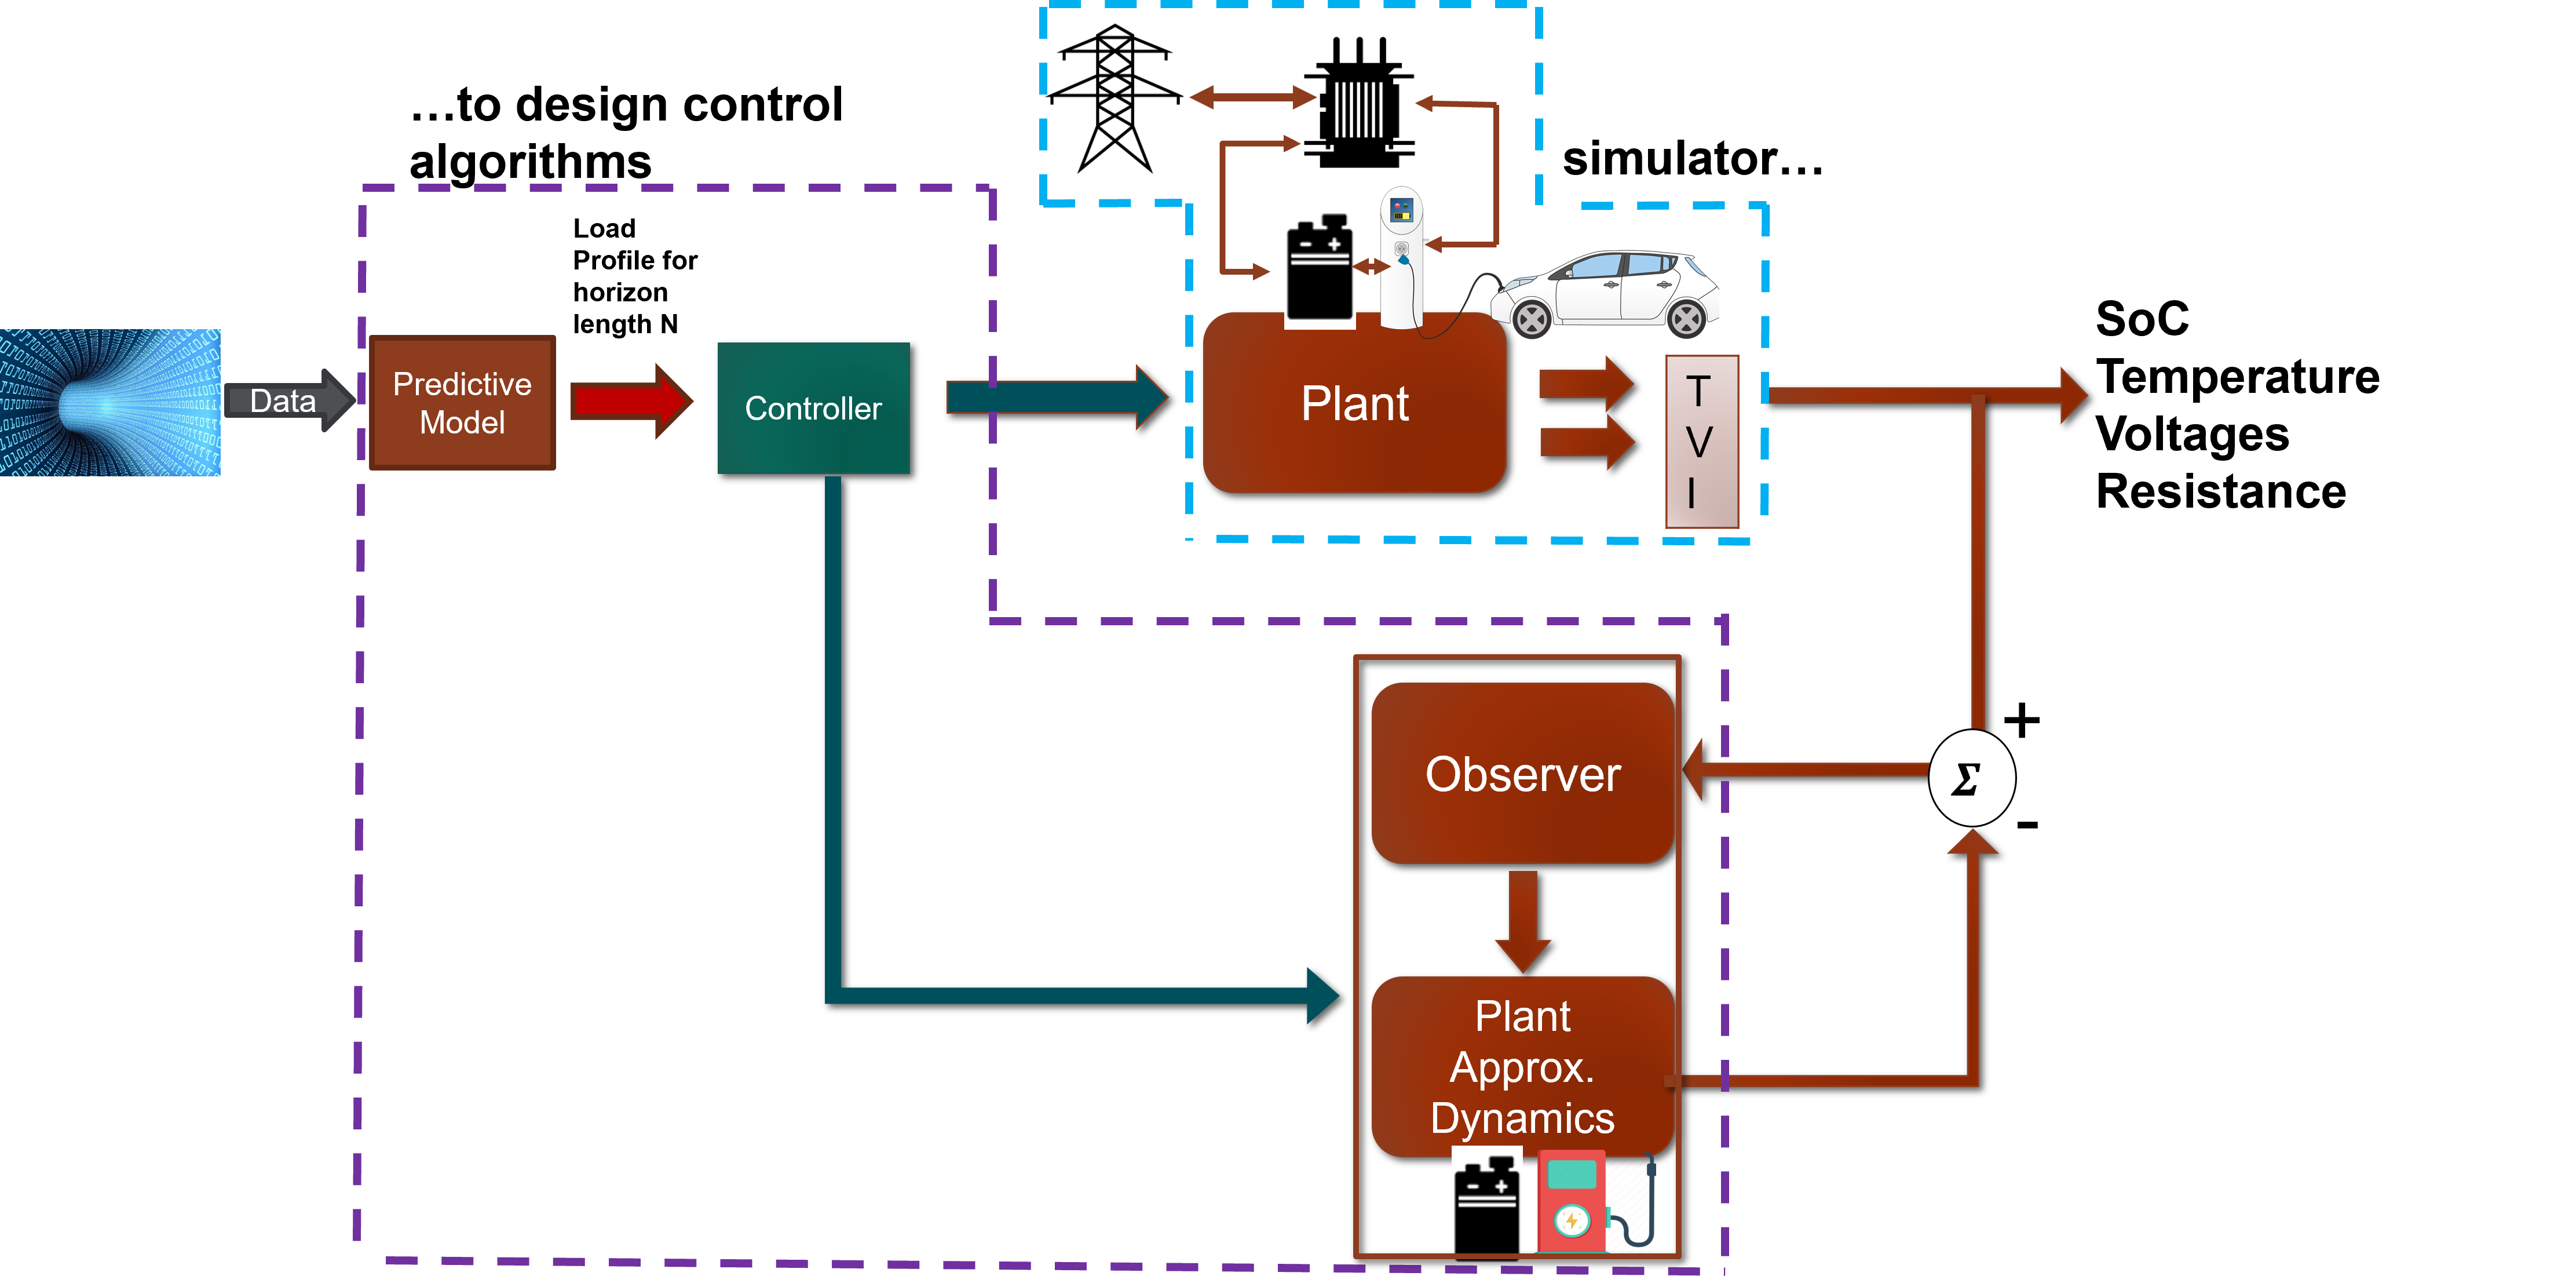 …to design control
algorithms
simulator…
Load
Profile for
horizon
length N
Data
Predictive
Model
Controller
Plant
T
V
I
SoC
Temperature
Voltages
Resistance
Observer
+
Σ
-
Plant
Approx.
Dynamics